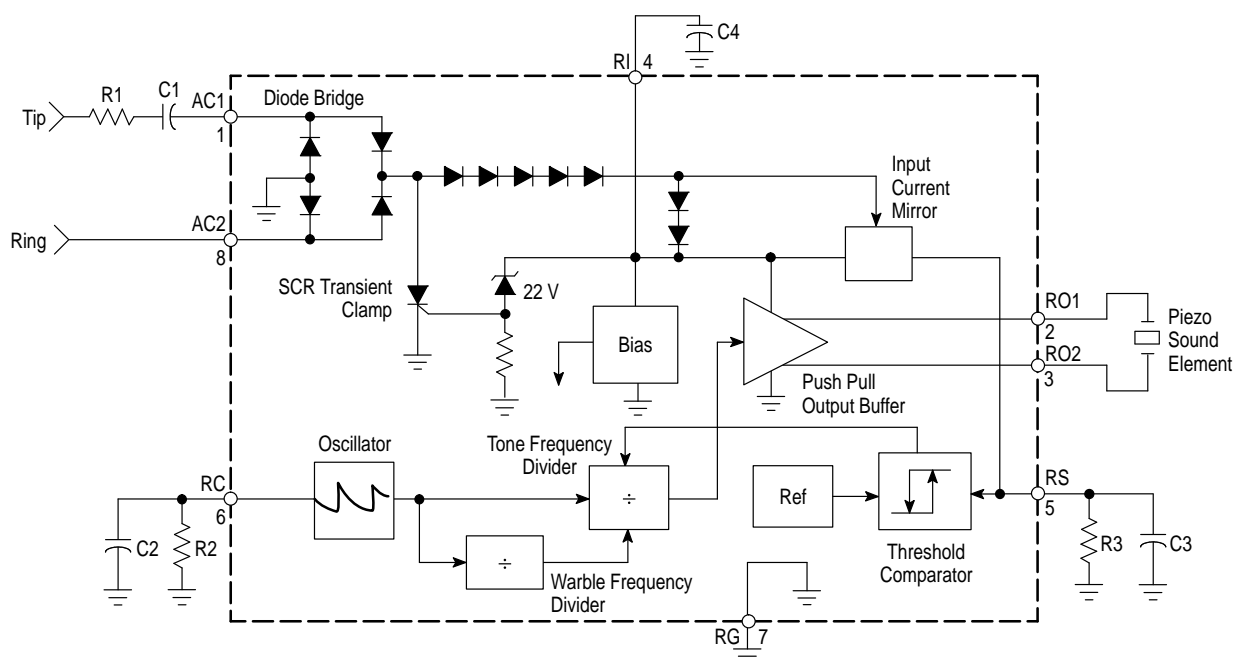 C4
RI 4
R1
C1
AC1
Diode Bridge
Tip
1
Input
Current
Mirror
AC2
Ring
8
SCR Transient
Clamp
22 V
RO1
2
Piezo
Sound
Element
Bias
RO2
3
Push Pull
Output Buffer
Oscillator
Tone Frequency
Divider
RC
6
÷
Ref
RS
5
C2
R2
÷
Warble Frequency
Divider
Threshold
Comparator
R3
C3
RG 7